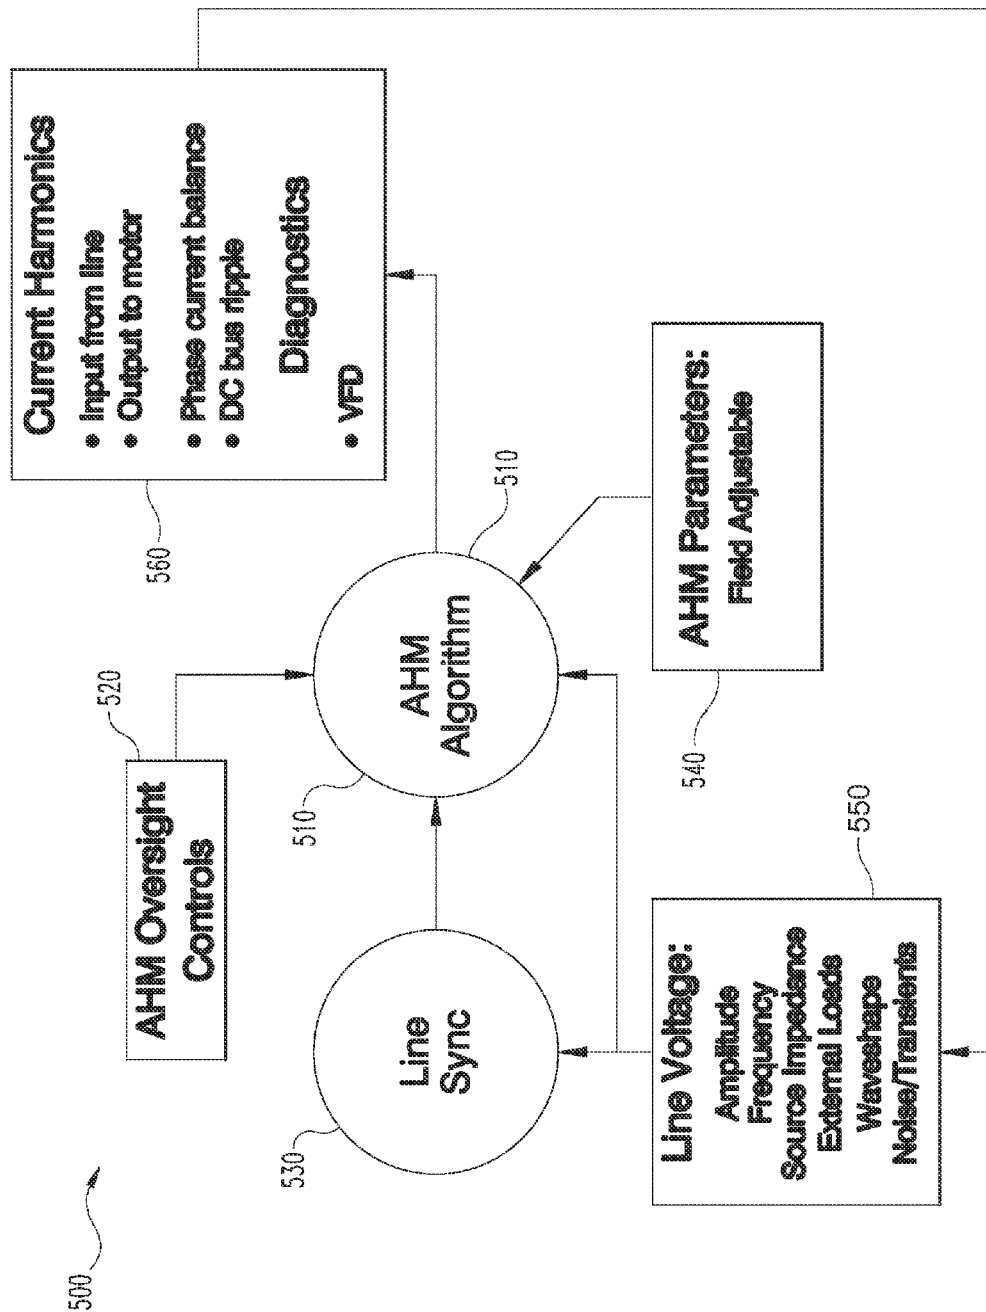 500
AHM Oversight
Controls
520
Line
Sync
530
AHM
Algorithm
510
510
Current Harmonics
• Input from line
• Output to motor
• Phase current balance
• DC bus ripple
Diagnostics
• VFD
560
Line Voltage:
Amplitude
Frequency
Source Impedance
External Loads
Waveshape
Noise/Transients
550
AHM Parameters:
Field Adjustable
540